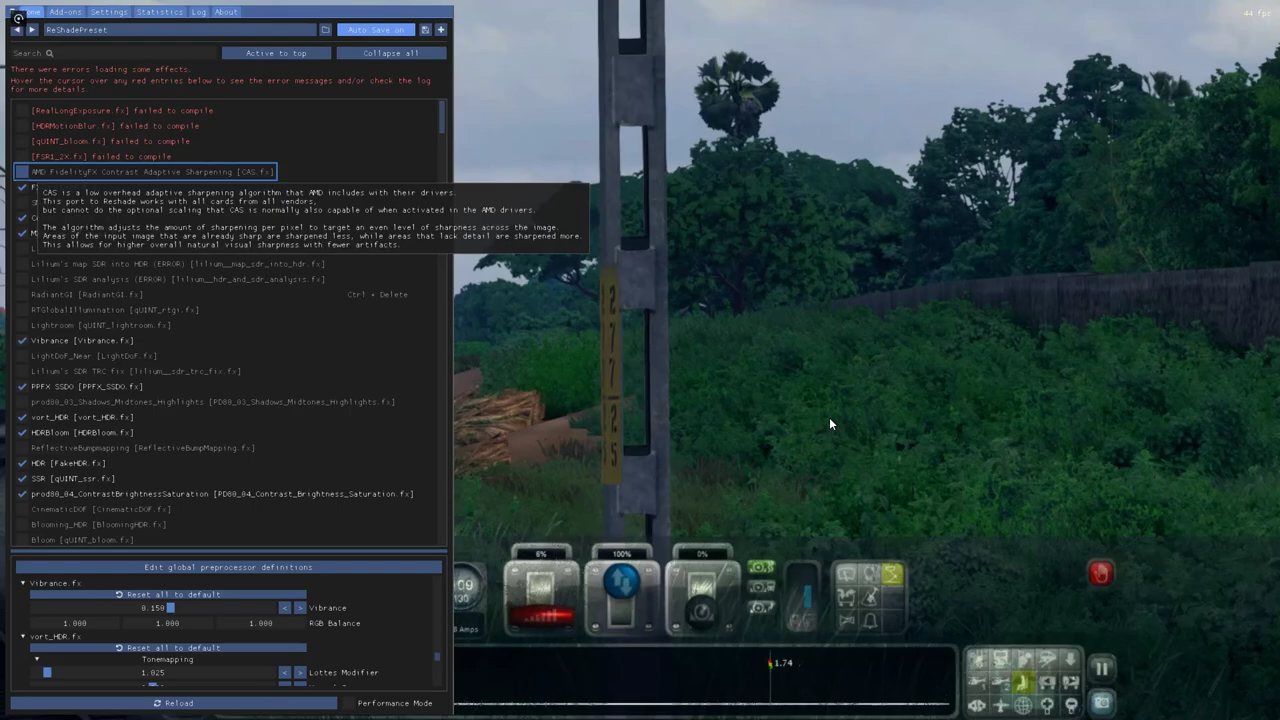 Home Add-ons Settings Statistics Log About
44 fps
ReShadePreset
Auto Save on
Search
Active to top
Collapse all
There were errors loading some effects.
Hover the cursor over any red entries below to see the error messages and/or check the log
for more details.
[RealLongExposure.fx] failed to compile
[HDRMotionBlur.fx] failed to compile
[qUINT_bloom.fx] failed to compile
[FSR1_2X.fx] failed to compile
AMD FidelityFX Contrast Adaptive Sharpening [CAS.fx]
CAS is a low overhead adaptive sharpening algorithm that AMD includes with their drivers.
This port to Reshade works with all cards from all vendors,
but cannot do the optional scaling that CAS is normally also capable of when activated in the AMD drivers.
The algorithm adjusts the amount of sharpening per pixel to target an even level of sharpness across the image.
Areas of the input image that are already sharp are sharpened less, while areas that lack detail are sharpened more.
This allows for higher overall natural visual sharpness with fewer artifacts.
Lilium's map SDR into HDR (ERROR) [lilium__map_sdr_into_hdr.fx]
Lilium's SDR analysis (ERROR) [lilium__hdr_and_sdr_analysis.fx]
RadiantGI [RadiantGI.fx] Ctrl + Delete
RTGlobalIllumination [qUINT_rtgi.fx]
Lightroom [qUINT_lightroom.fx]
Vibrance [Vibrance.fx]
LightDoF_Near [LightDoF.fx]
Lilium's SDR TRC fix [lilium__sdr_trc_fix.fx]
PPFX SSDO [PPFX_SSDO.fx]
prod80_03_Shadows_Midtones_Highlights [PD80_03_Shadows_Midtones_Highlights.fx]
vort_HDR [vort_HDR.fx]
HDRBloom [HDRBloom.fx]
ReflectiveBumpmapping [ReflectiveBumpMapping.fx]
HDR [FakeHDR.fx]
SSR [qUINT_ssr.fx]
prod80_04_ContrastBrightnessSaturation [PD80_04_Contrast_Brightness_Saturation.fx]
CinematicDOF [CinematicDOF.fx]
Blooming_HDR [BloomingHDR.fx]
Bloom [qUINT_bloom.fx]
Edit global preprocessor definitions
Vibrance.fx
Reset all to default
0.150 < > Vibrance
1.000 1.000 1.000 RGB Balance
vort_HDR.fx
Reset all to default
Tonemapping
1.025 < > Lottes Modifier
Reload
Performance Mode
1277
25
6%
100%
0%
09
130
Amps
1.74